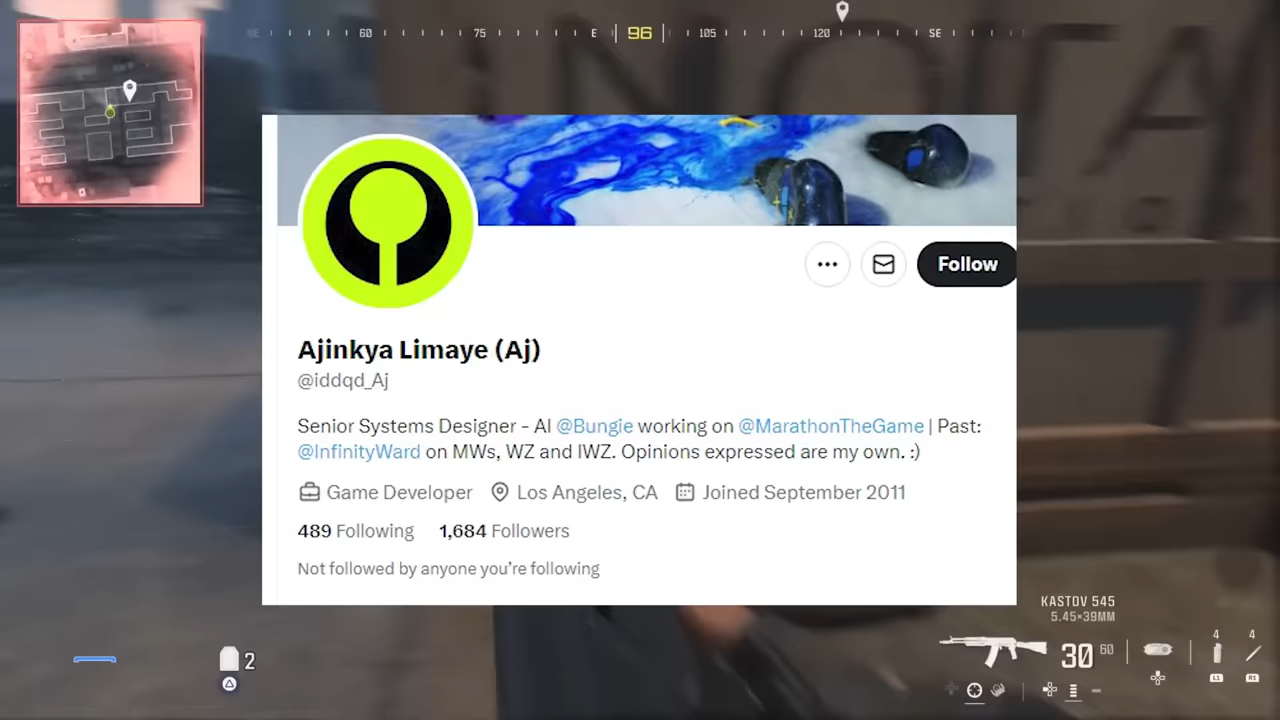 60 75 E 96 105 120 SE
Ajinkya Limaye (Aj)
@iddqd_Aj
Follow
Senior Systems Designer - AI @Bungie working on @MarathonTheGame | Past:
@InfinityWard on MWs, WZ and IWZ. Opinions expressed are my own. :)
Game Developer Los Angeles, CA Joined September 2011
489 Following 1,684 Followers
Not followed by anyone you're following
KASTOV 545
5.45×39MM
30 60
4 4
2
L1 R1